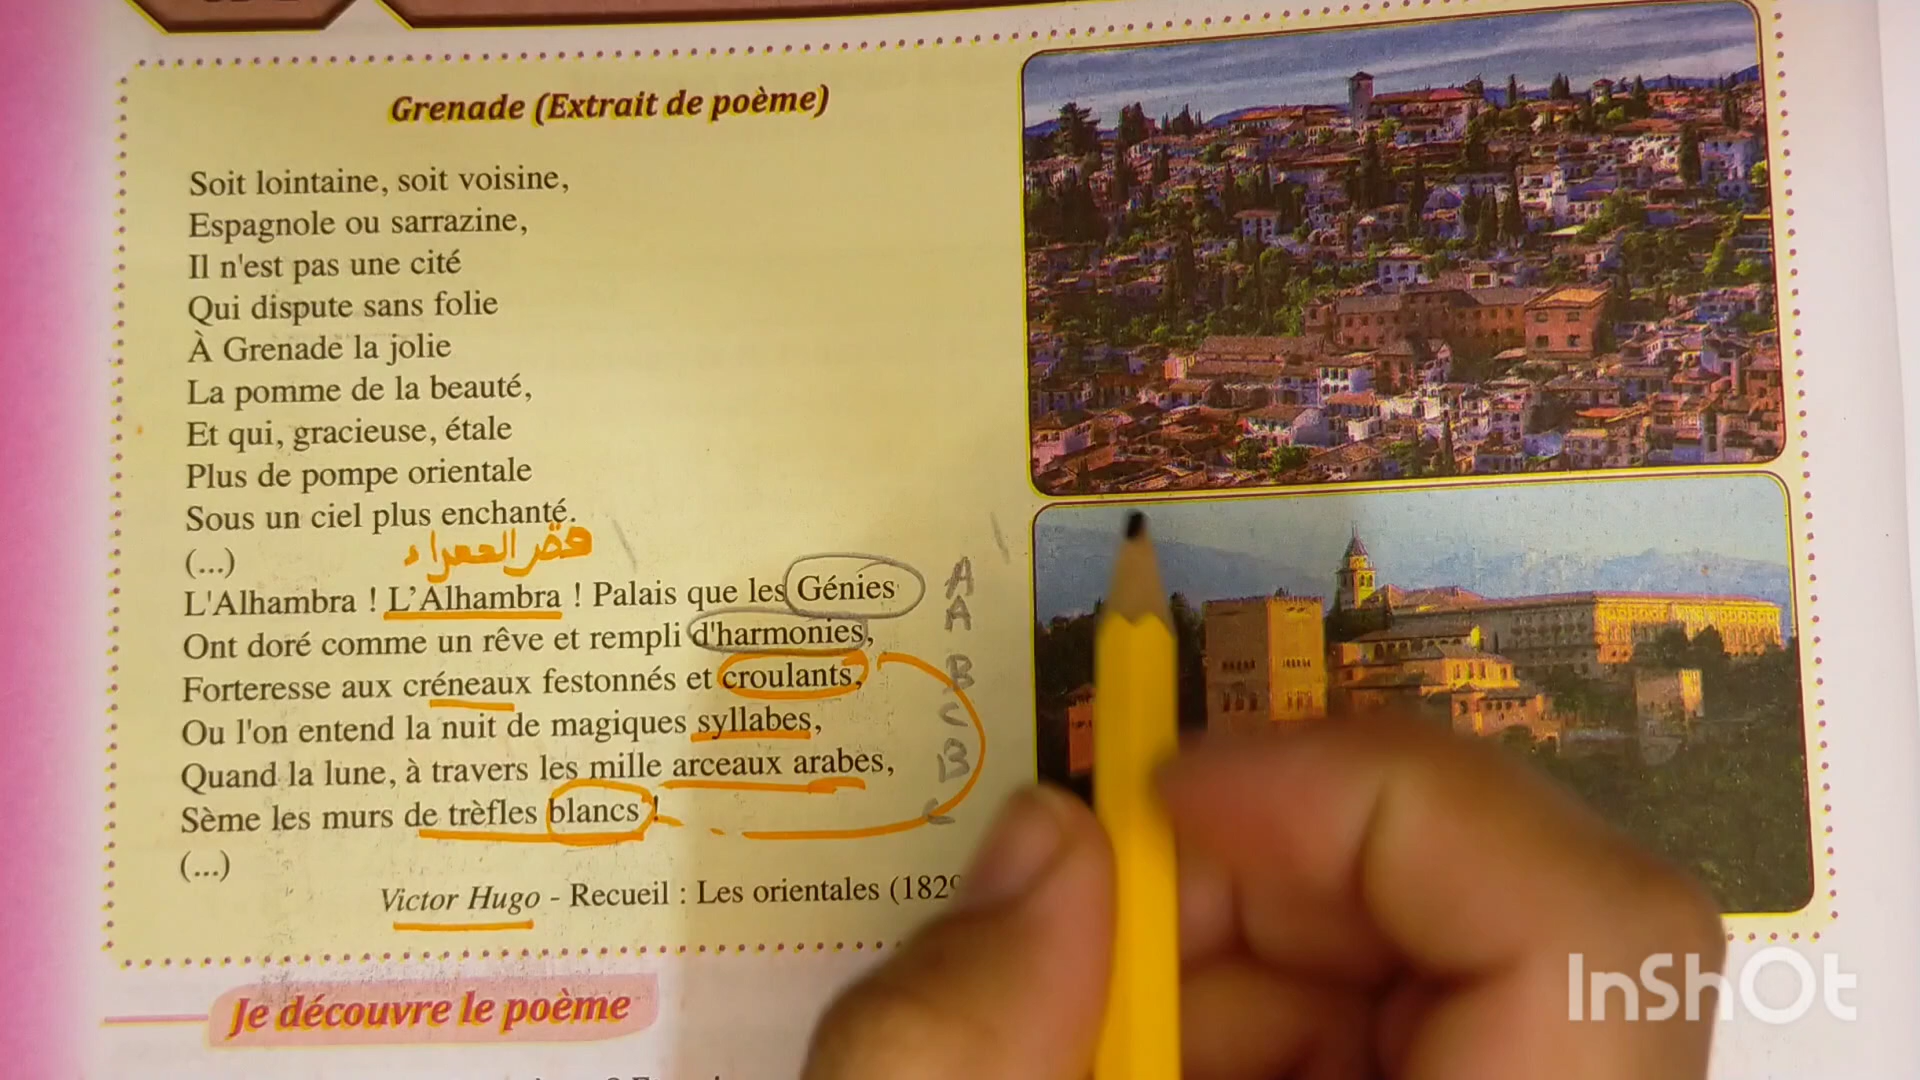 Grenade (Extrait de poème)
Soit lointaine, soit voisine,
Espagnole ou sarrazine,
Il n'est pas une cité
Qui dispute sans folie
À Grenade la jolie
La pomme de la beauté,
Et qui, gracieuse, étale
Plus de pompe orientale
Sous un ciel plus enchanté.
قصر الحمراء
(...)
L'Alhambra ! L’Alhambra ! Palais que les Génies A
Ont doré comme un rêve et rempli d'harmonies, A
Forteresse aux créneaux festonnés et croulants, B
Ou l'on entend la nuit de magiques syllabes, C
Quand la lune, à travers les mille arceaux arabes, B
Sème les murs de trèfles blancs ! C
(...)
Victor Hugo - Recueil : Les orientales (182
Je découvre le poème
InShOt